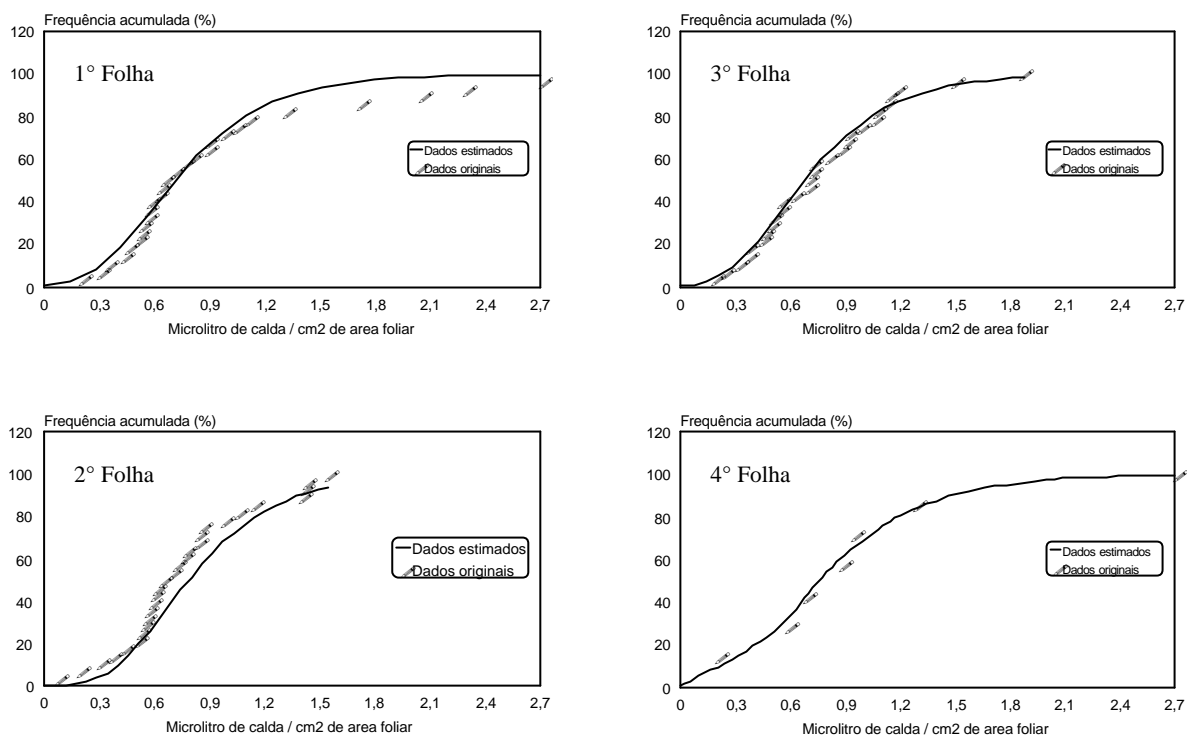 Frequência acumulada (%)
120
100
80
60
40
20
0
1° Folha
Dados estimados
Dados originais
0 0,3 0,6 0,9 1,2 1,5 1,8 2,1 2,4 2,7
Microlitro de calda / cm2 de area foliar
Frequência acumulada (%)
120
100
80
60
40
20
0
3° Folha
Dados estimados
Dados originais
0 0,3 0,6 0,9 1,2 1,5 1,8 2,1 2,4 2,7
Microlitro de calda / cm2 de area foliar
Frequência acumulada (%)
120
100
80
60
40
20
0
2° Folha
Dados estimados
Dados originais
0 0,3 0,6 0,9 1,2 1,5 1,8 2,1 2,4 2,7
Microlitro de calda / cm2 de area foliar
Frequência acumulada (%)
120
100
80
60
40
20
0
4° Folha
Dados estimados
Dados originais
0 0,3 0,6 0,9 1,2 1,5 1,8 2,1 2,4 2,7
Microlitro de calda / cm2 de area foliar